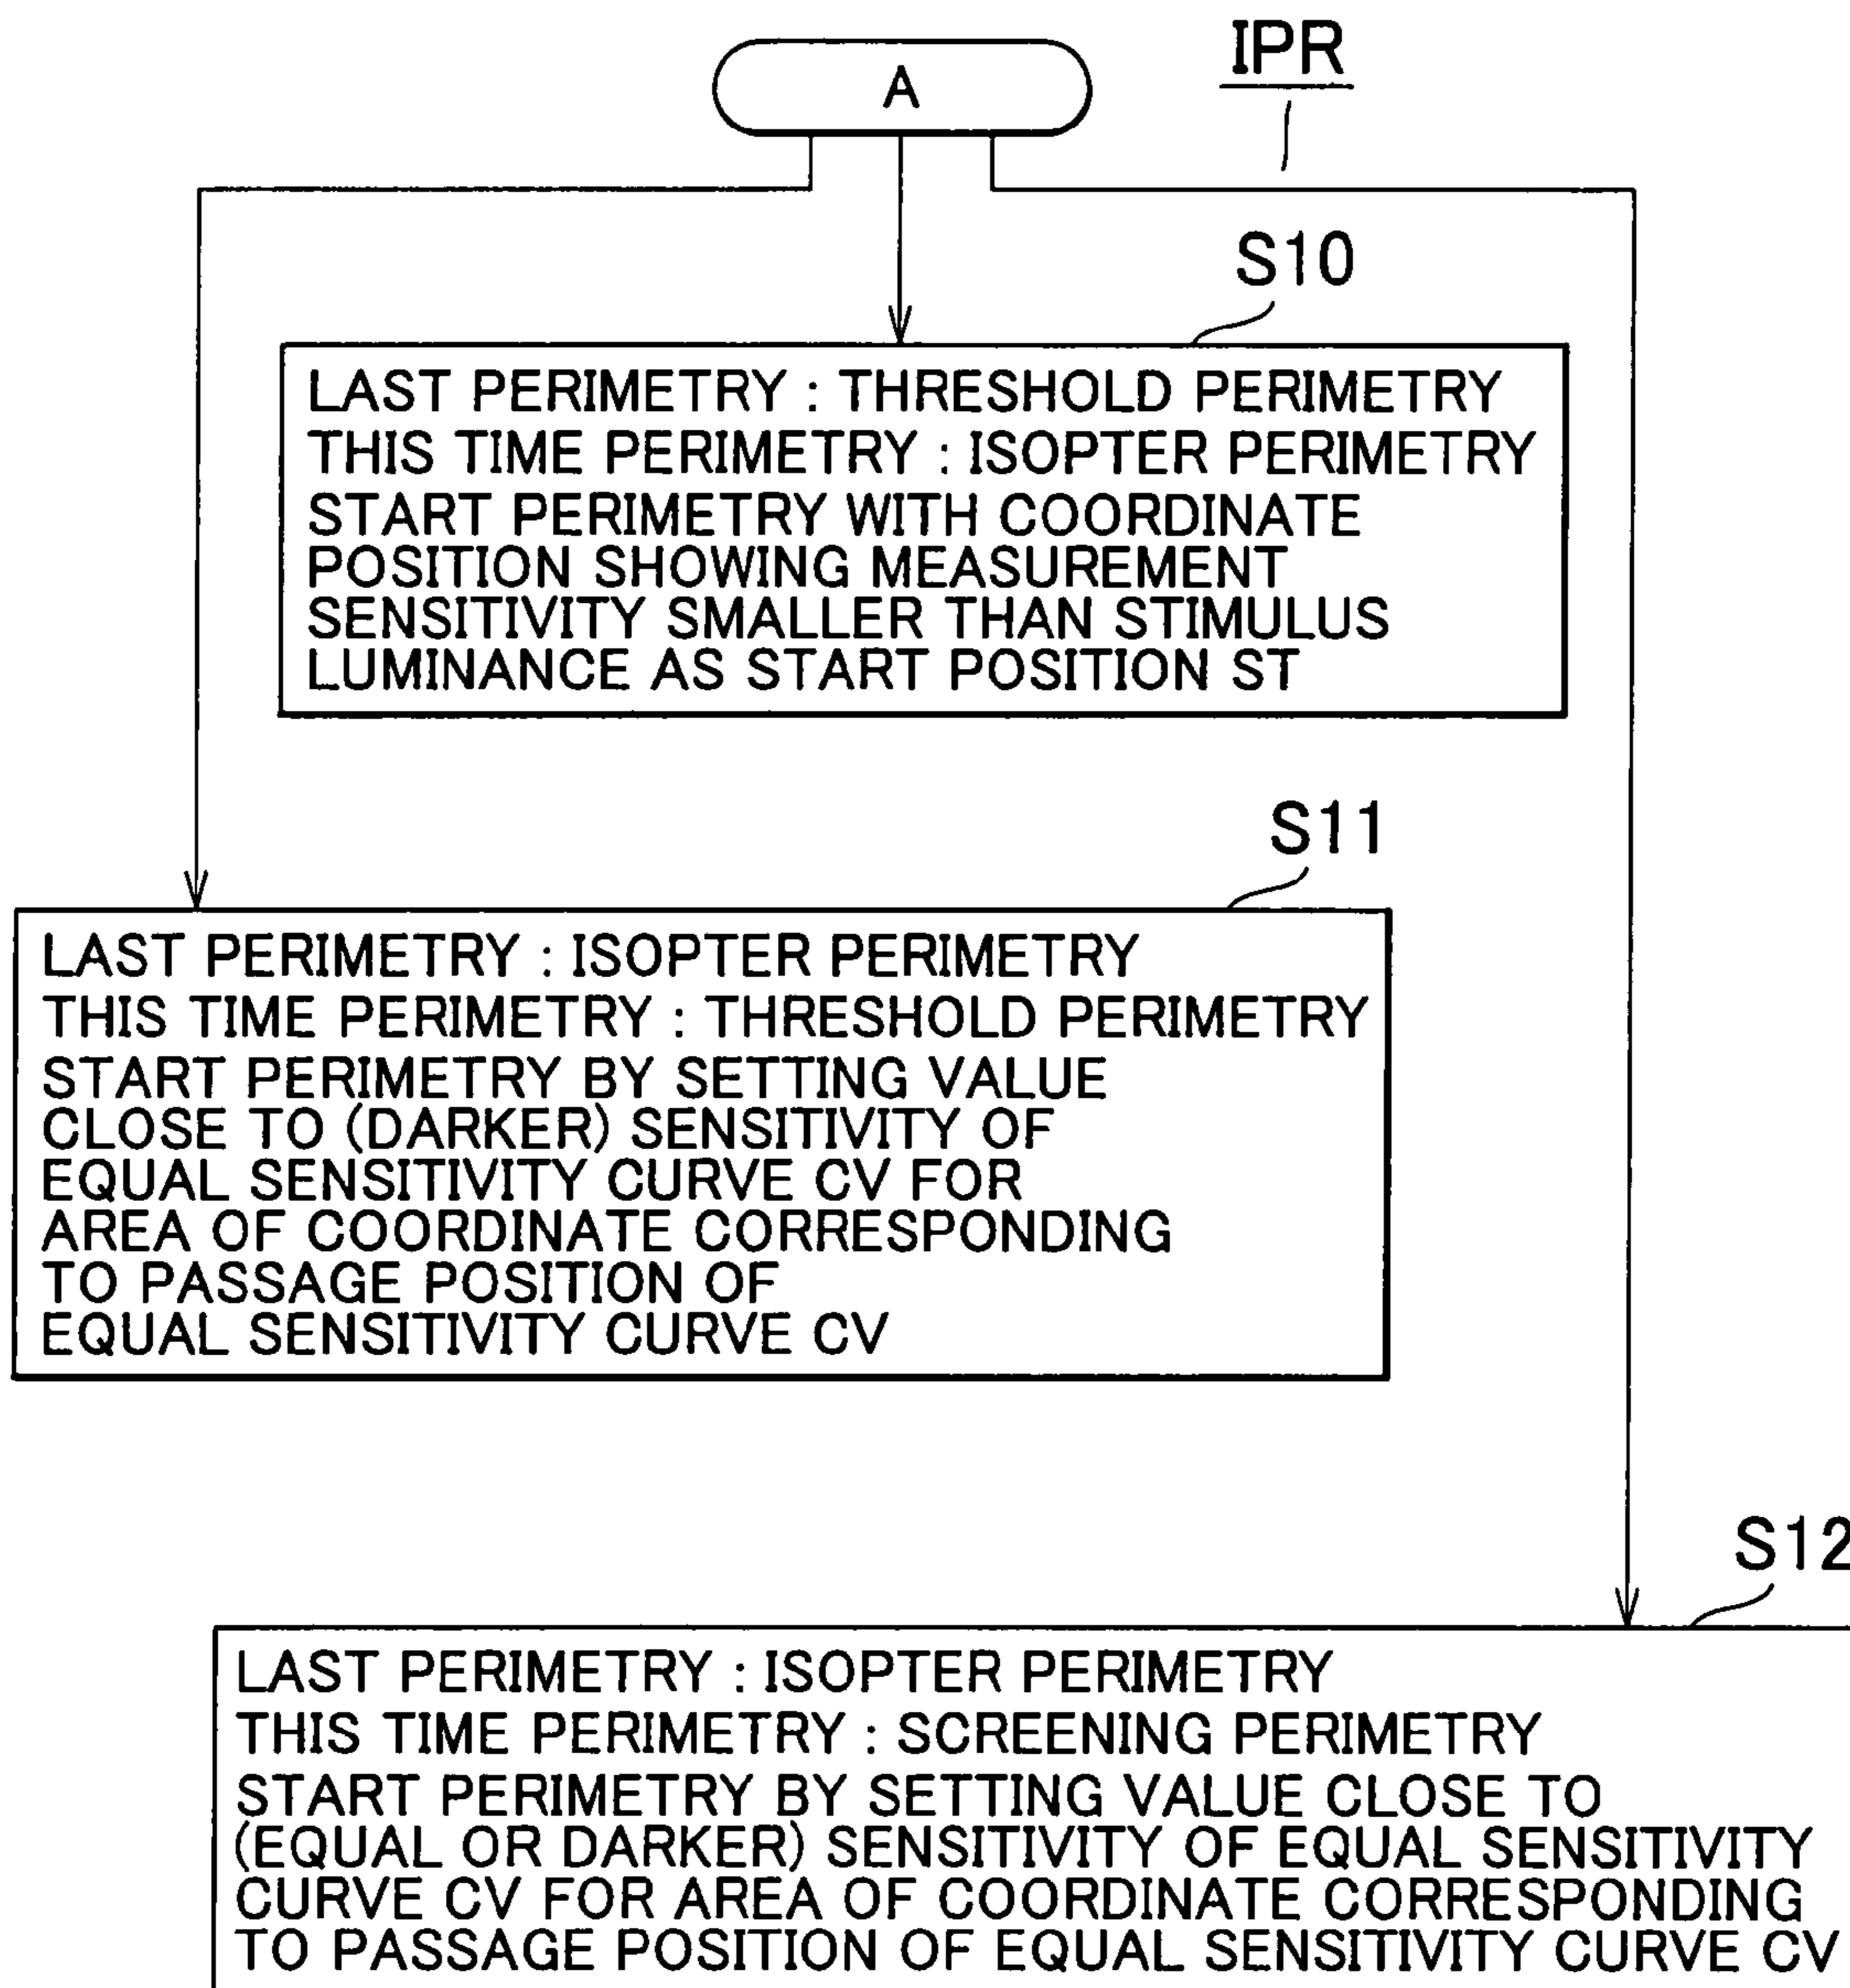 IPR
A
S10
LAST PERIMETRY : THRESHOLD PERIMETRY
THIS TIME PERIMETRY : ISOPTER PERIMETRY
START PERIMETRY WITH COORDINATE
POSITION SHOWING MEASUREMENT
SENSITIVITY SMALLER THAN STIMULUS
LUMINANCE AS START POSITION ST
S11
LAST PERIMETRY : ISOPTER PERIMETRY
THIS TIME PERIMETRY : THRESHOLD PERIMETRY
START PERIMETRY BY SETTING VALUE
CLOSE TO (DARKER) SENSITIVITY OF
EQUAL SENSITIVITY CURVE CV FOR
AREA OF COORDINATE CORRESPONDING
TO PASSAGE POSITION OF
EQUAL SENSITIVITY CURVE CV
S12
LAST PERIMETRY : ISOPTER PERIMETRY
THIS TIME PERIMETRY : SCREENING PERIMETRY
START PERIMETRY BY SETTING VALUE CLOSE TO
(EQUAL OR DARKER) SENSITIVITY OF EQUAL SENSITIVITY
CURVE CV FOR AREA OF COORDINATE CORRESPONDING
TO PASSAGE POSITION OF EQUAL SENSITIVITY CURVE CV